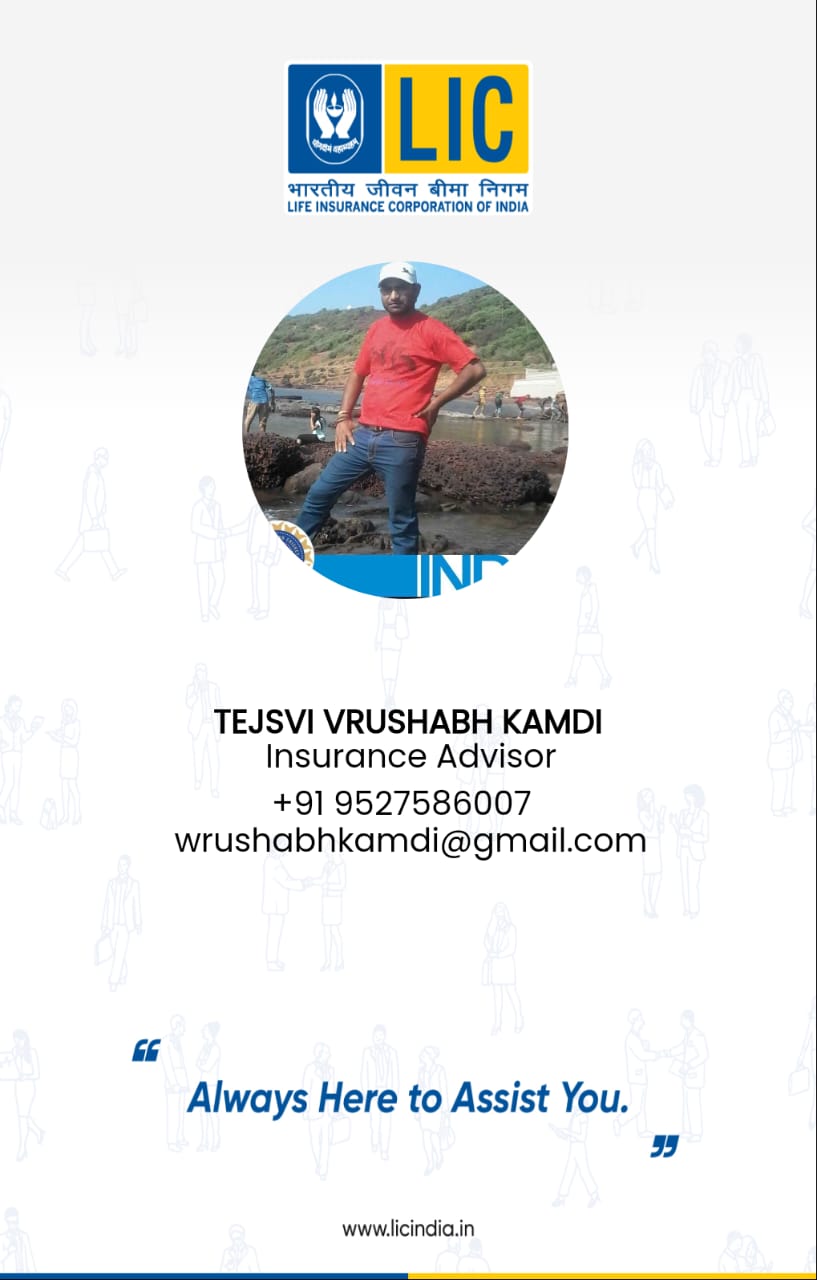 LIC
भारतीय जीवन बीमा निगम
LIFE INSURANCE CORPORATION OF INDIA
TEJSVI VRUSHABH KAMDI
Insurance Advisor
+91 9527586007
wrushabhkamdi@gmail.com
“
Always Here to Assist You.
”
www.licindia.in